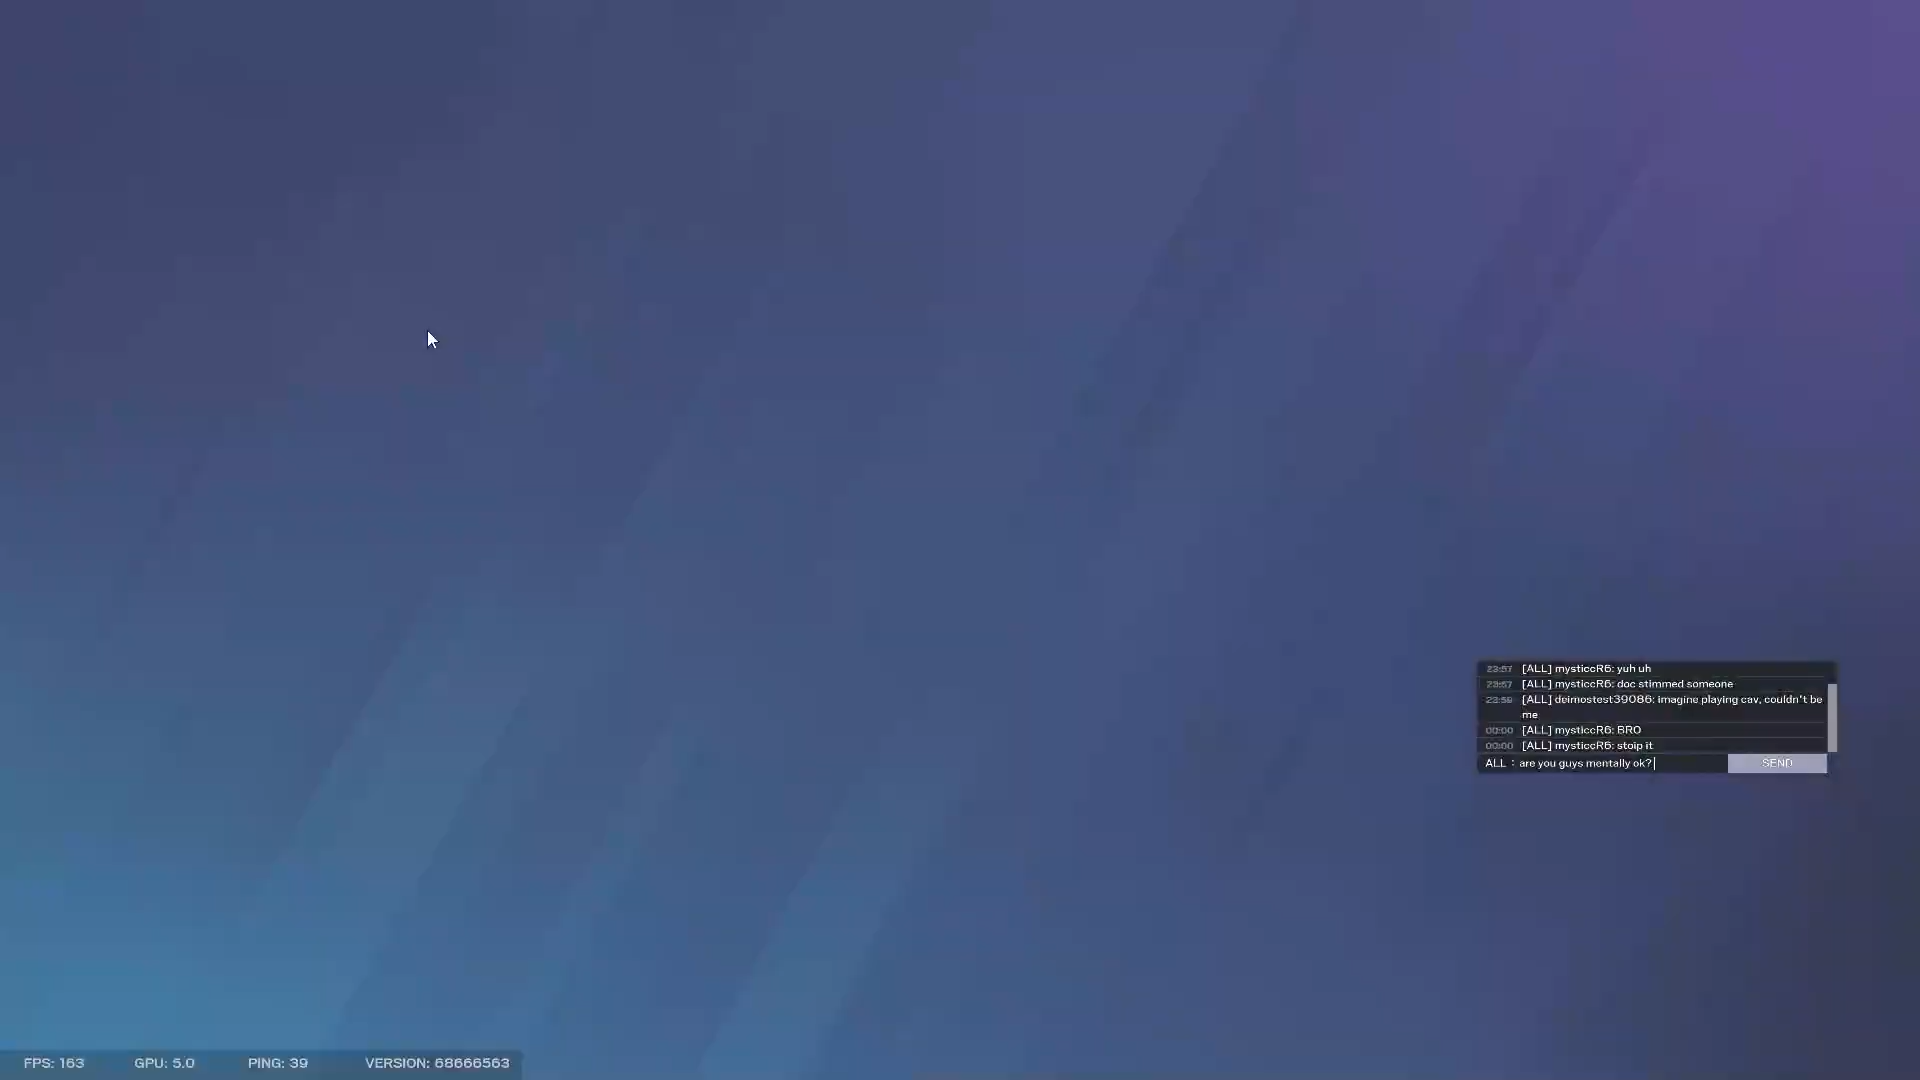 23:57 [ALL] mysticcR6: yuh uh
23:57 [ALL] mysticcR6: doc stimmed someone
23:59 [ALL] deimostest39086: imagine playing cav, couldn't be
me
00:00 [ALL] mysticcR6: BRO
00:00 [ALL] mysticcR6: stoip it
ALL : are you guys mentally ok?
SEND
FPS: 163 GPU: 5.0 PING: 39 VERSION: 68666563